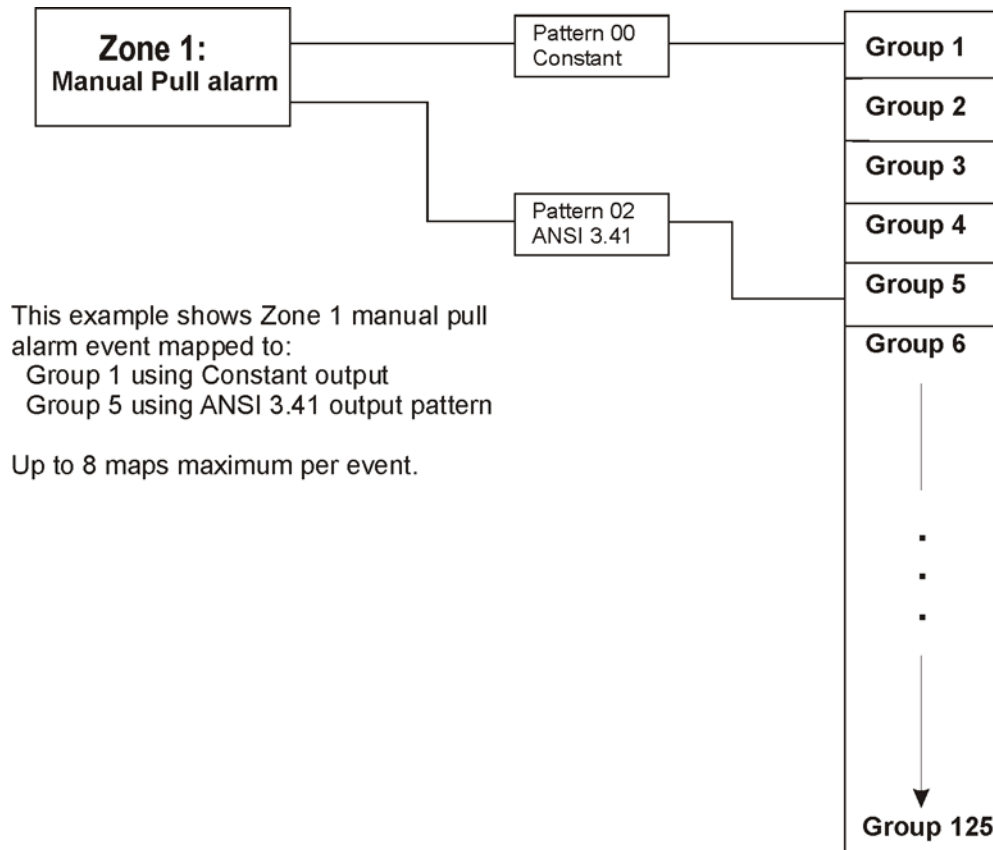 Zone 1:
Manual Pull alarm
Pattern 00
Constant
Pattern 02
ANSI 3.41
Group 1
Group 2
Group 3
Group 4
Group 5
Group 6
Group 125
This example shows Zone 1 manual pull
alarm event mapped to:
Group 1 using Constant output
Group 5 using ANSI 3.41 output pattern
Up to 8 maps maximum per event.